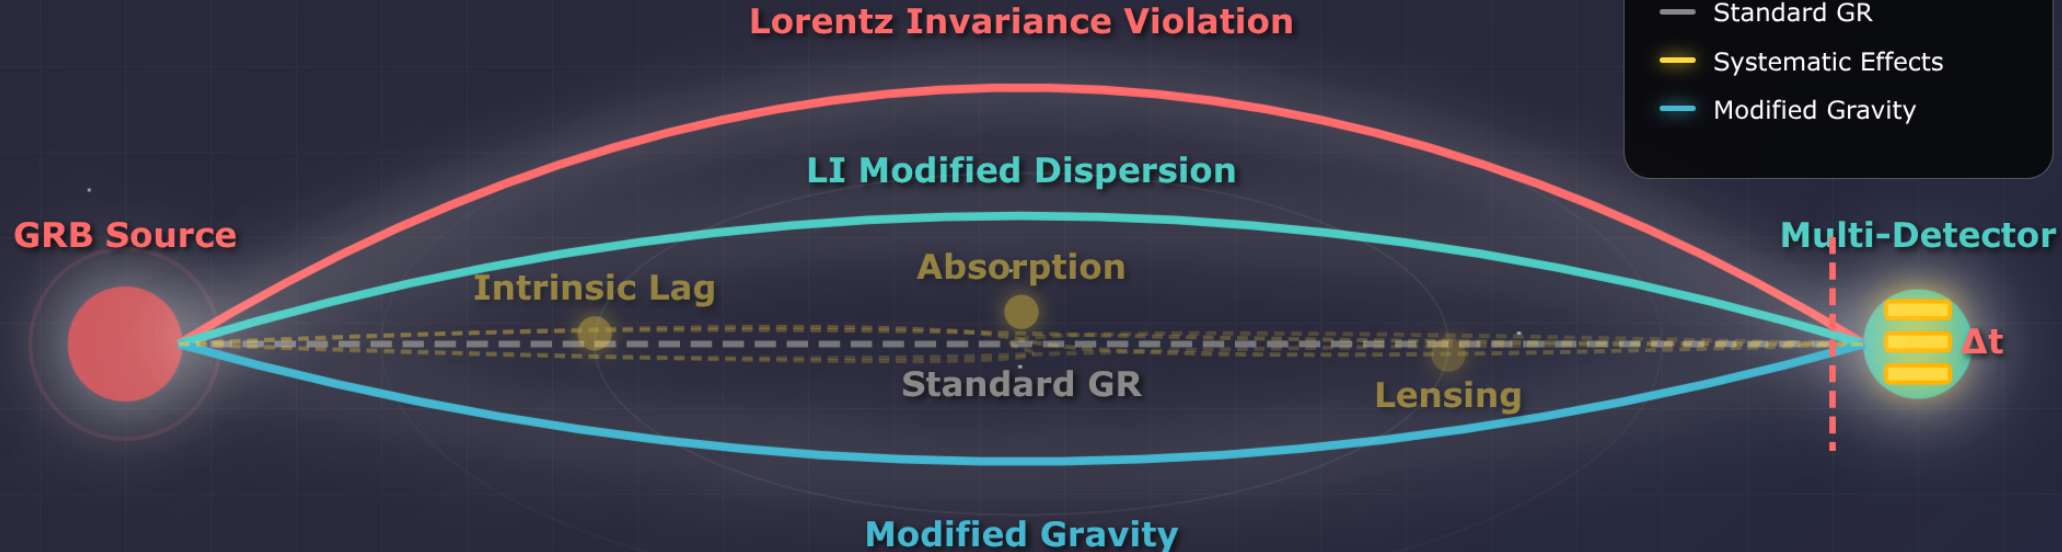 Lorentz Invariance Violation
Standard GR
Systematic Effects
Modified Gravity
LI Modified Dispersion
GRB Source
Multi-Detector
Absorption
Intrinsic Lag
Δt
Standard GR
Lensing
Modified Gravity